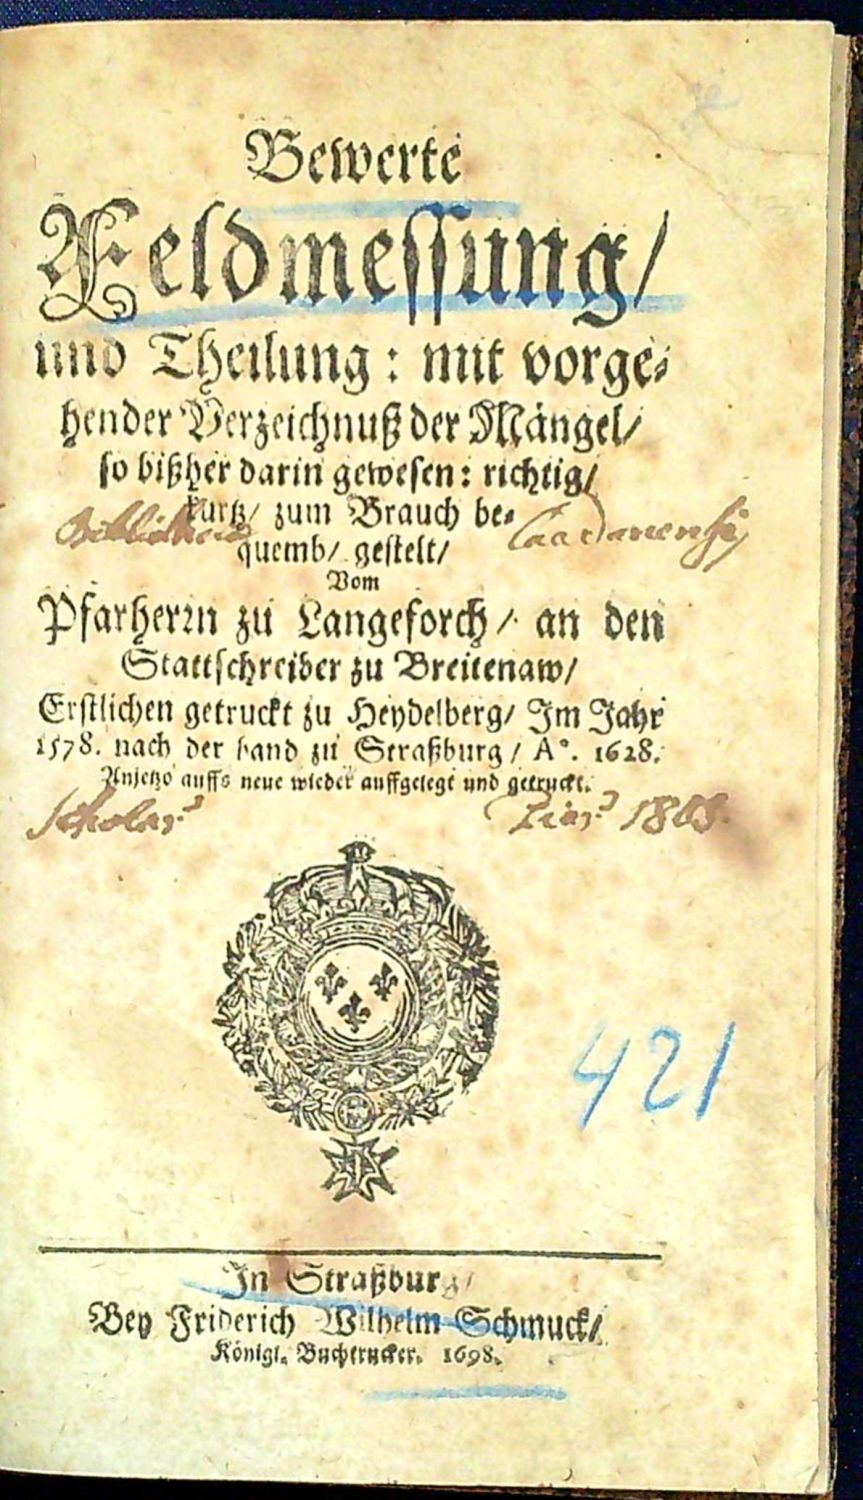 Bewerte
Feldmessung/
und Theilung: mit vorge⸗
hender Verzeichnuß der Mängel/
so bißher darin gewesen: richtig/
kurtz/ zum Brauch be⸗
quemb/ gestelt/
Vom
Pfarherrn zu Langeforch/ an den
Stattschreiber zu Breitenaw/
Erstlichen getruckt zu Heydelberg/ Im Jahr
1578. nach der hand zu Straßburg/ A°. 1628.
Anjetzo auffs neue wieder auffgelegt und getruckt.
Scholar
421
In Straßburg/
Bey Friderich Wilhelm Schmuck/
Königl. Buchtrucker. 1698.